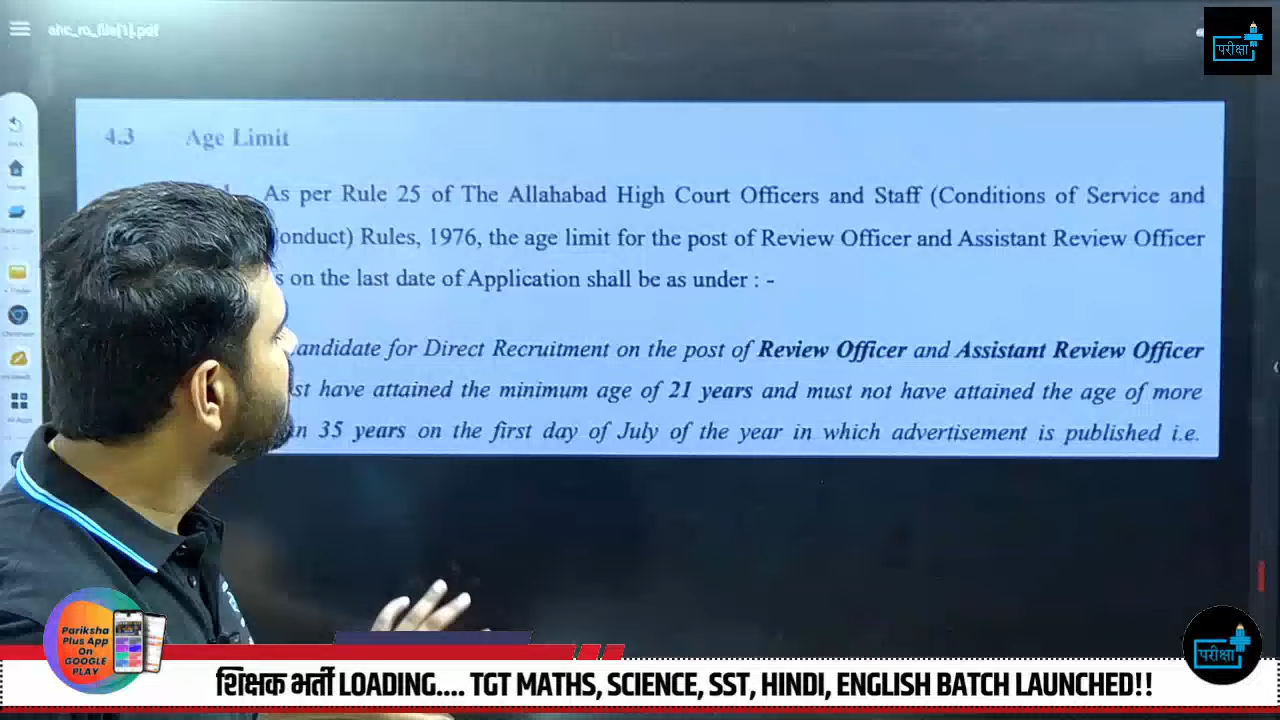 ahc_ro_file[1].pdf
परीक्षा
4.3 Age Limit
As per Rule 25 of The Allahabad High Court Officers and Staff (Conditions of Service and
onduct) Rules, 1976, the age limit for the post of Review Officer and Assistant Review Officer
s on the last date of Application shall be as under : -
andidate for Direct Recruitment on the post of Review Officer and Assistant Review Officer
st have attained the minimum age of 21 years and must not have attained the age of more
n 35 years on the first day of July of the year in which advertisement is published i.e.
Pariksha
Plus App
On
GOOGLE
PLAY
परीक्षा
शिक्षक भर्ती LOADING.... TGT MATHS, SCIENCE, SST, HINDI, ENGLISH BATCH LAUNCHED!!